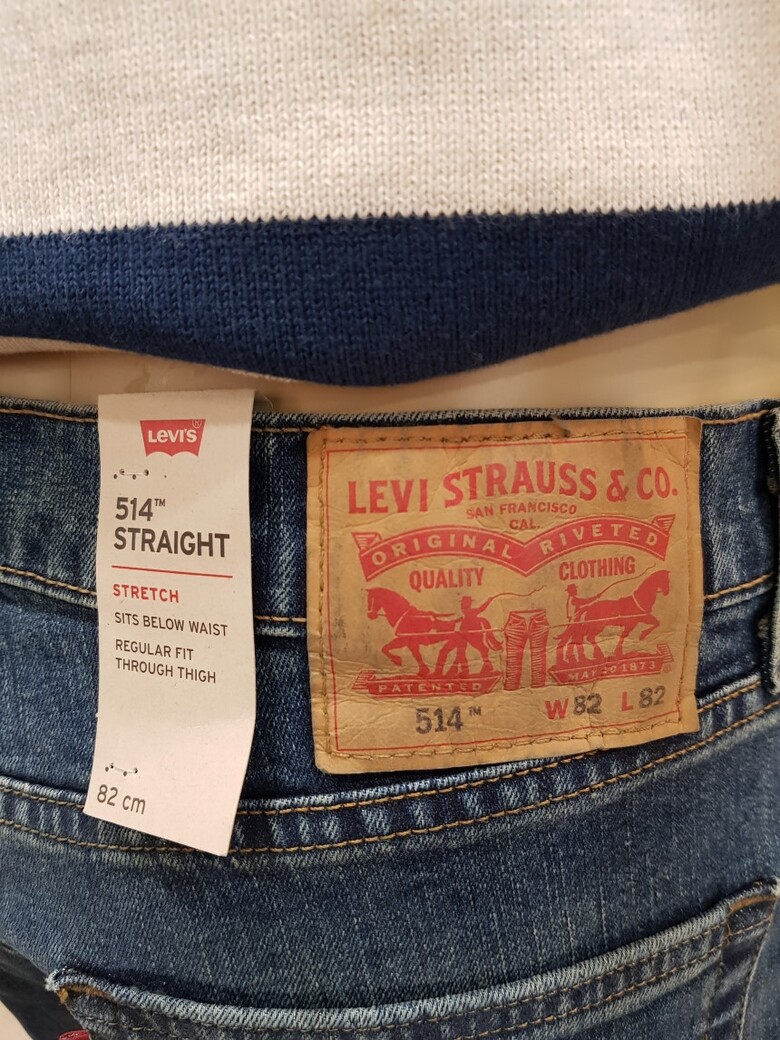 LEVI'S®
514™
STRAIGHT
STRETCH
SITS BELOW WAIST
REGULAR FIT
THROUGH THIGH
82 cm
LEVI STRAUSS & CO.
SAN FRANCISCO
CAL.
ORIGINAL RIVETED
QUALITY CLOTHING
PATENTED MAY 20 1873
514™ W 82 L 82